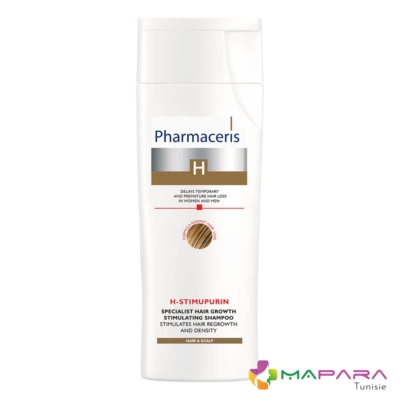 Pharmaceris
H
DELAYS TEMPORARY
AND PREMATURE HAIR LOSS
IN WOMEN AND MEN
H-STIMUPURIN
SPECIALIST HAIR GROWTH
STIMULATING SHAMPOO
STIMULATES HAIR REGROWTH
AND DENSITY
HAIR & SCALP
MAPARA
Tunisie